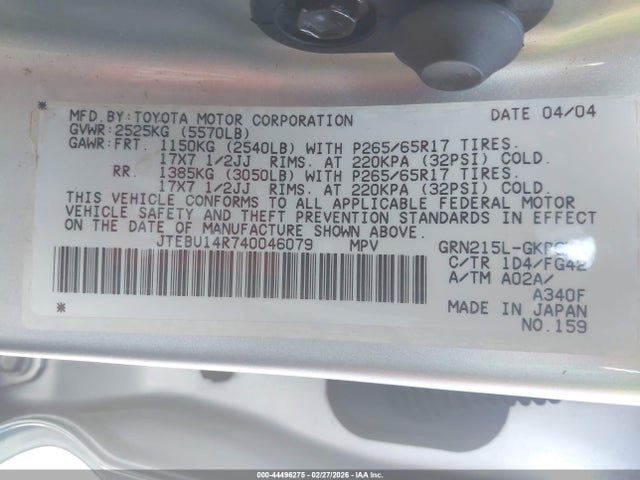 MFD.BY: TOYOTA MOTOR CORPORATION DATE 04/04
GVWR: 2525KG (5570LB)
GAWR: FRT. 1150KG (2540LB) WITH P265/65R17 TIRES.
17X7 1/2JJ RIMS. AT 220KPA (32PSI) COLD.
RR. 1385KG (3050LB) WITH P265/65R17 TIRES.
17X7 1/2JJ RIMS. AT 220KPA (32PSI) COLD.
THIS VEHICLE CONFORMS TO ALL APPLICABLE FEDERAL MOTOR
VEHICLE SAFETY AND THEFT PREVENTION STANDARDS IN EFFECT
ON THE DATE OF MANUFACTURE SHOWN ABOVE.
JTEBU14R740046079 MPV
C/TR 1D4/FG42
A/TM A02A/
A340F
MADE IN JAPAN
NO.159
000-44496275 - 02/27/2026 - IAA, Inc.